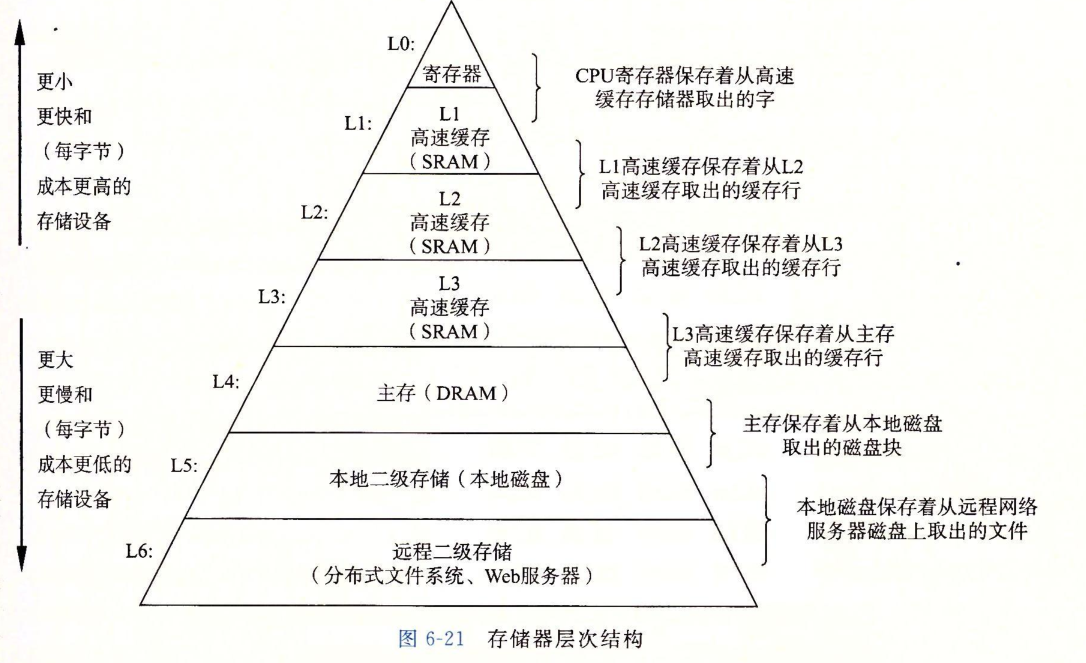 更小
更快和
（每字节）
成本更高的
存储设备
更大
更慢和
（每字节）
成本更低的
存储设备
L0:
寄存器
L1:
L1
高速缓存
（SRAM）
L2:
L2
高速缓存
（SRAM）
L3:
L3
高速缓存
（SRAM）
L4:
主存（DRAM）
L5:
本地二级存储（本地磁盘）
L6:
远程二级存储
（分布式文件系统、Web服务器）
CPU寄存器保存着从高速
缓存存储器取出的字
L1高速缓存保存着从L2
高速缓存取出的缓存行
L2高速缓存保存着从L3
高速缓存取出的缓存行
L3高速缓存保存着从主存
高速缓存取出的缓存行
主存保存着从本地磁盘
取出的磁盘块
本地磁盘保存着从远程网络
服务器磁盘上取出的文件
图 6-21 存储器层次结构